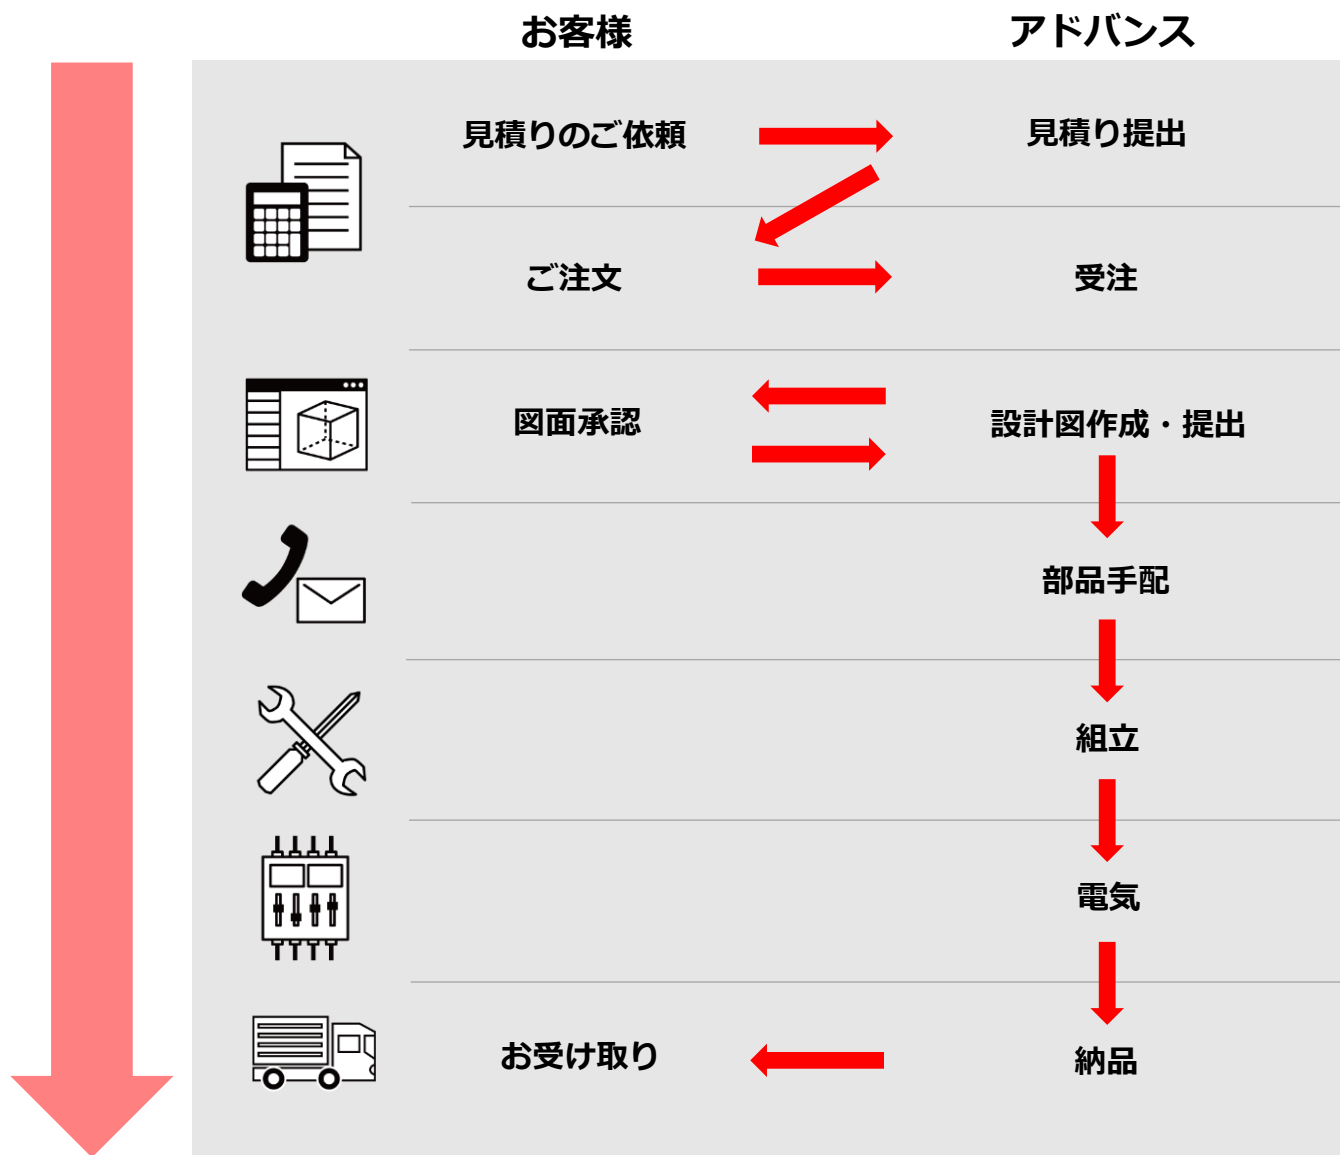 お客様
アドバンス
見積りのご依頼
見積り提出
ご注文
受注
図面承認
設計図作成・提出
部品手配
組立
電気
お受け取り
納品